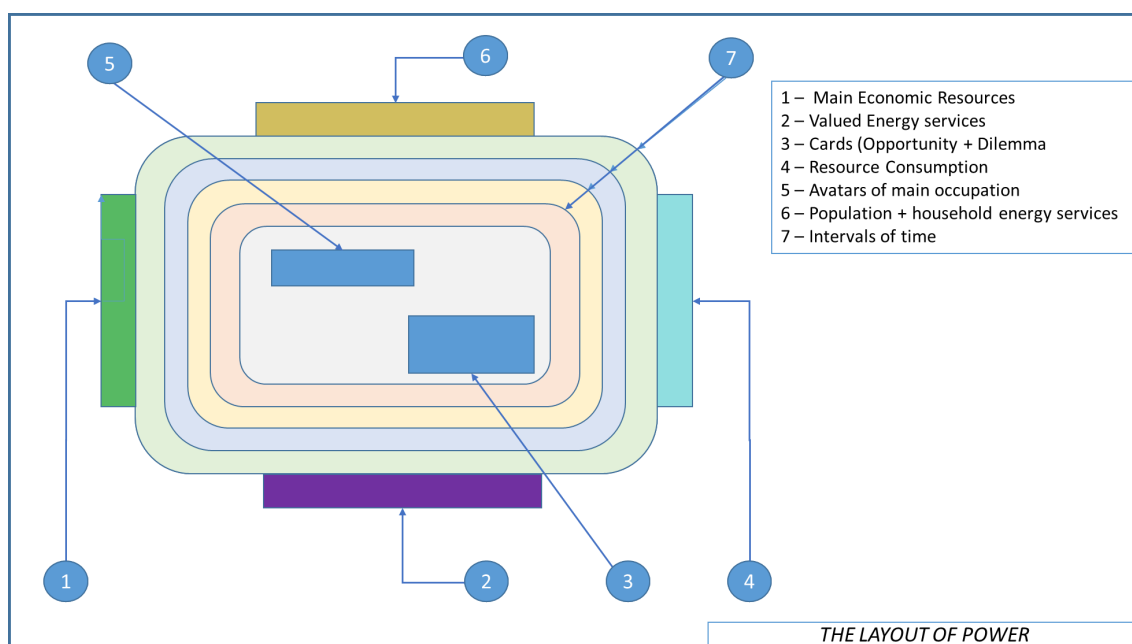 5
6
7
1 – Main Economic Resources
2 – Valued Energy services
3 – Cards (Opportunity + Dilemma
4 – Resource Consumption
5 – Avatars of main occupation
6 – Population + household energy services
7 – Intervals of time
1
2
3
4
THE LAYOUT OF POWER